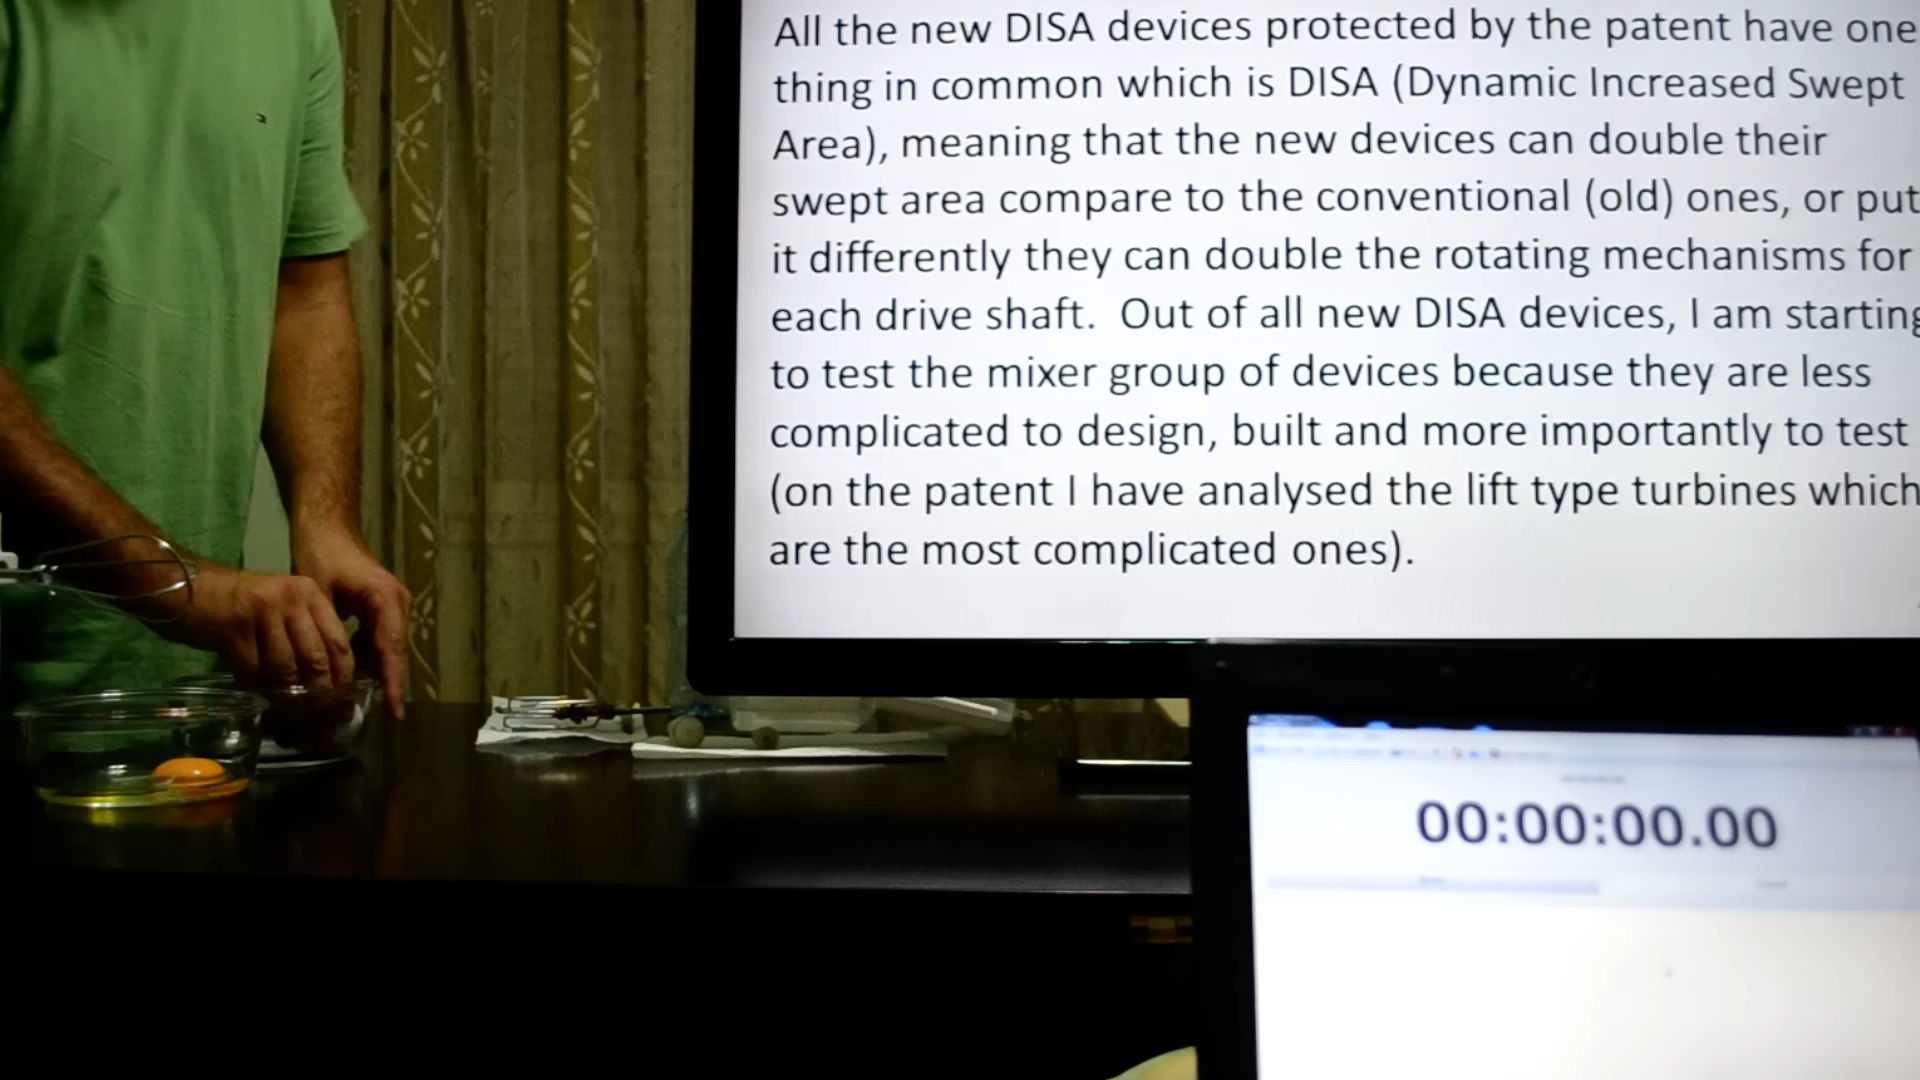 All the new DISA devices protected by the patent have one
thing in common which is DISA (Dynamic Increased Swept
Area), meaning that the new devices can double their
swept area compare to the conventional (old) ones, or put
it differently they can double the rotating mechanisms for
each drive shaft. Out of all new DISA devices, I am starting
to test the mixer group of devices because they are less
complicated to design, built and more importantly to test
(on the patent I have analysed the lift type turbines which
are the most complicated ones).
00:00:00.00